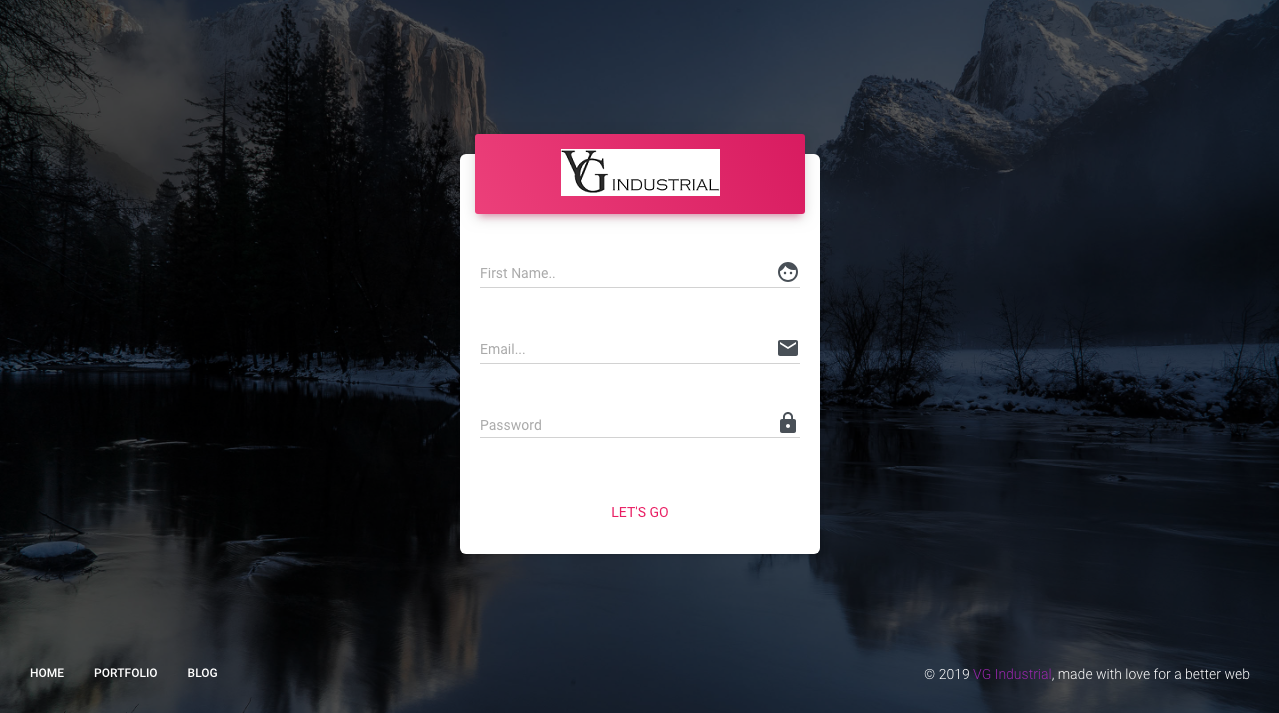 VG INDUSTRIAL
First Name..
Email...
Password
LET'S GO
HOME PORTFOLIO BLOG
© 2019 VG Industrial, made with love for a better web